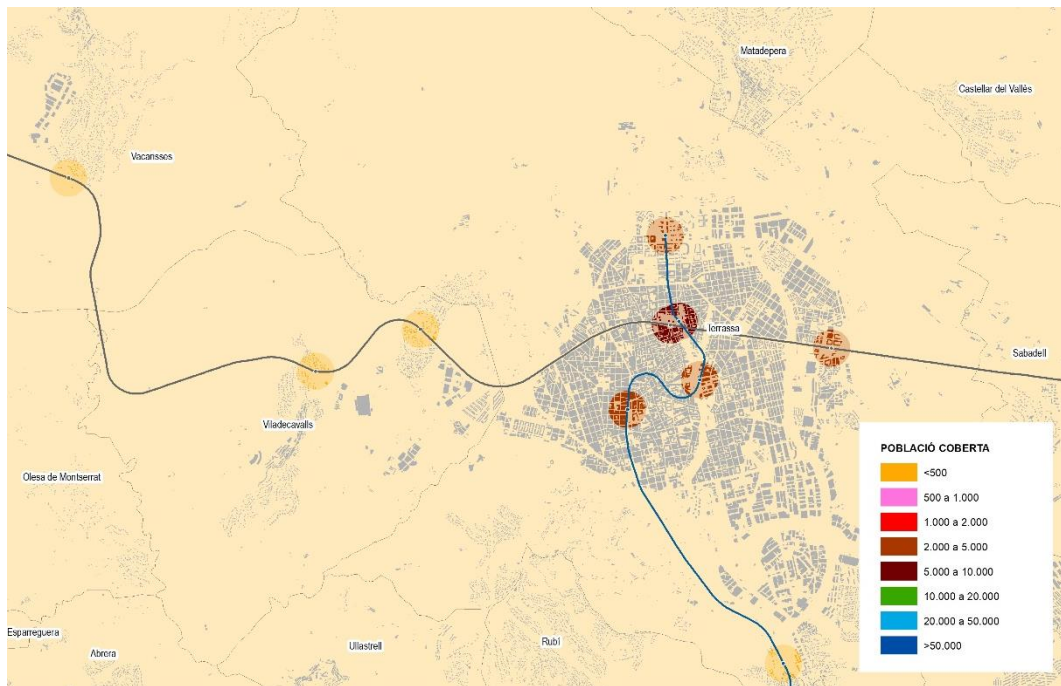 Matadepera
Castellar del Vallès
Vacarisses
Terrassa
Sabadell
Viladecavalls
Olesa de Montserrat
Esparreguera
Abrera
Ullastrell
Rubí
POBLACIÓ COBERTA
<500
500 a 1.000
1.000 a 2.000
2.000 a 5.000
5.000 a 10.000
10.000 a 20.000
20.000 a 50.000
>50.000